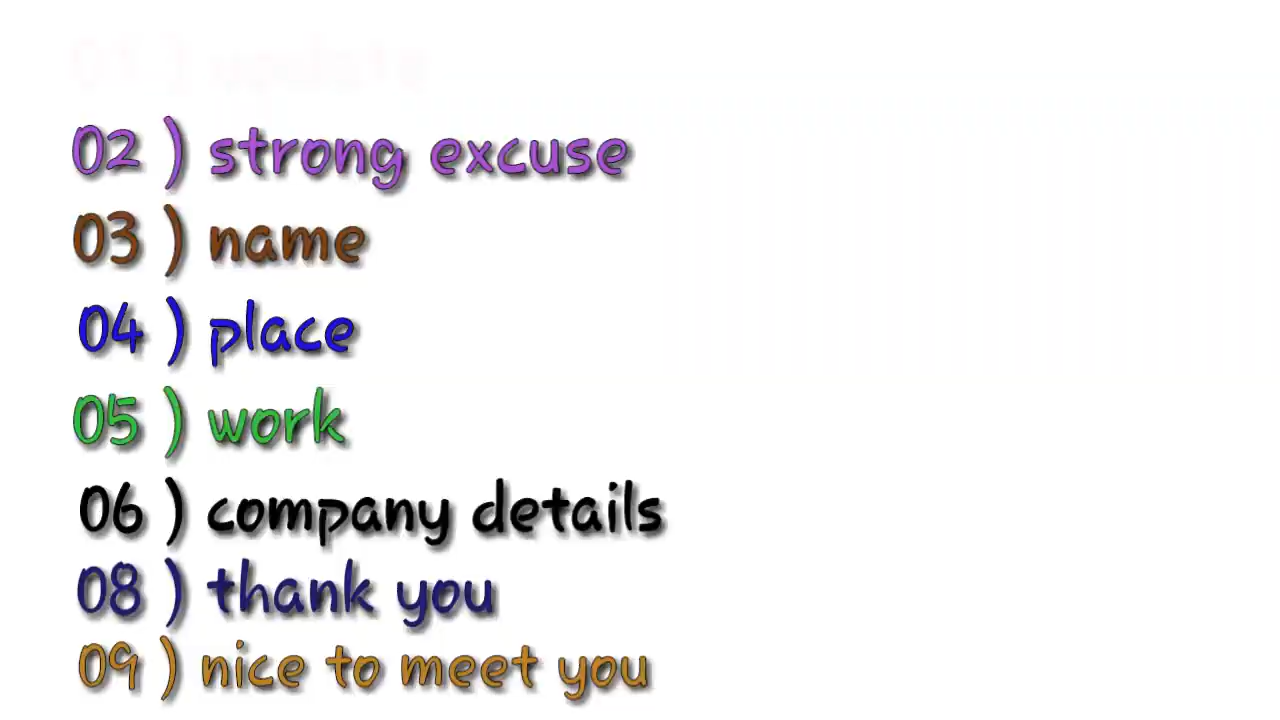 02 ) strong excuse
03 ) name
04 ) place
05 ) work
06 ) company details
08 ) thank you
09 ) nice to meet you